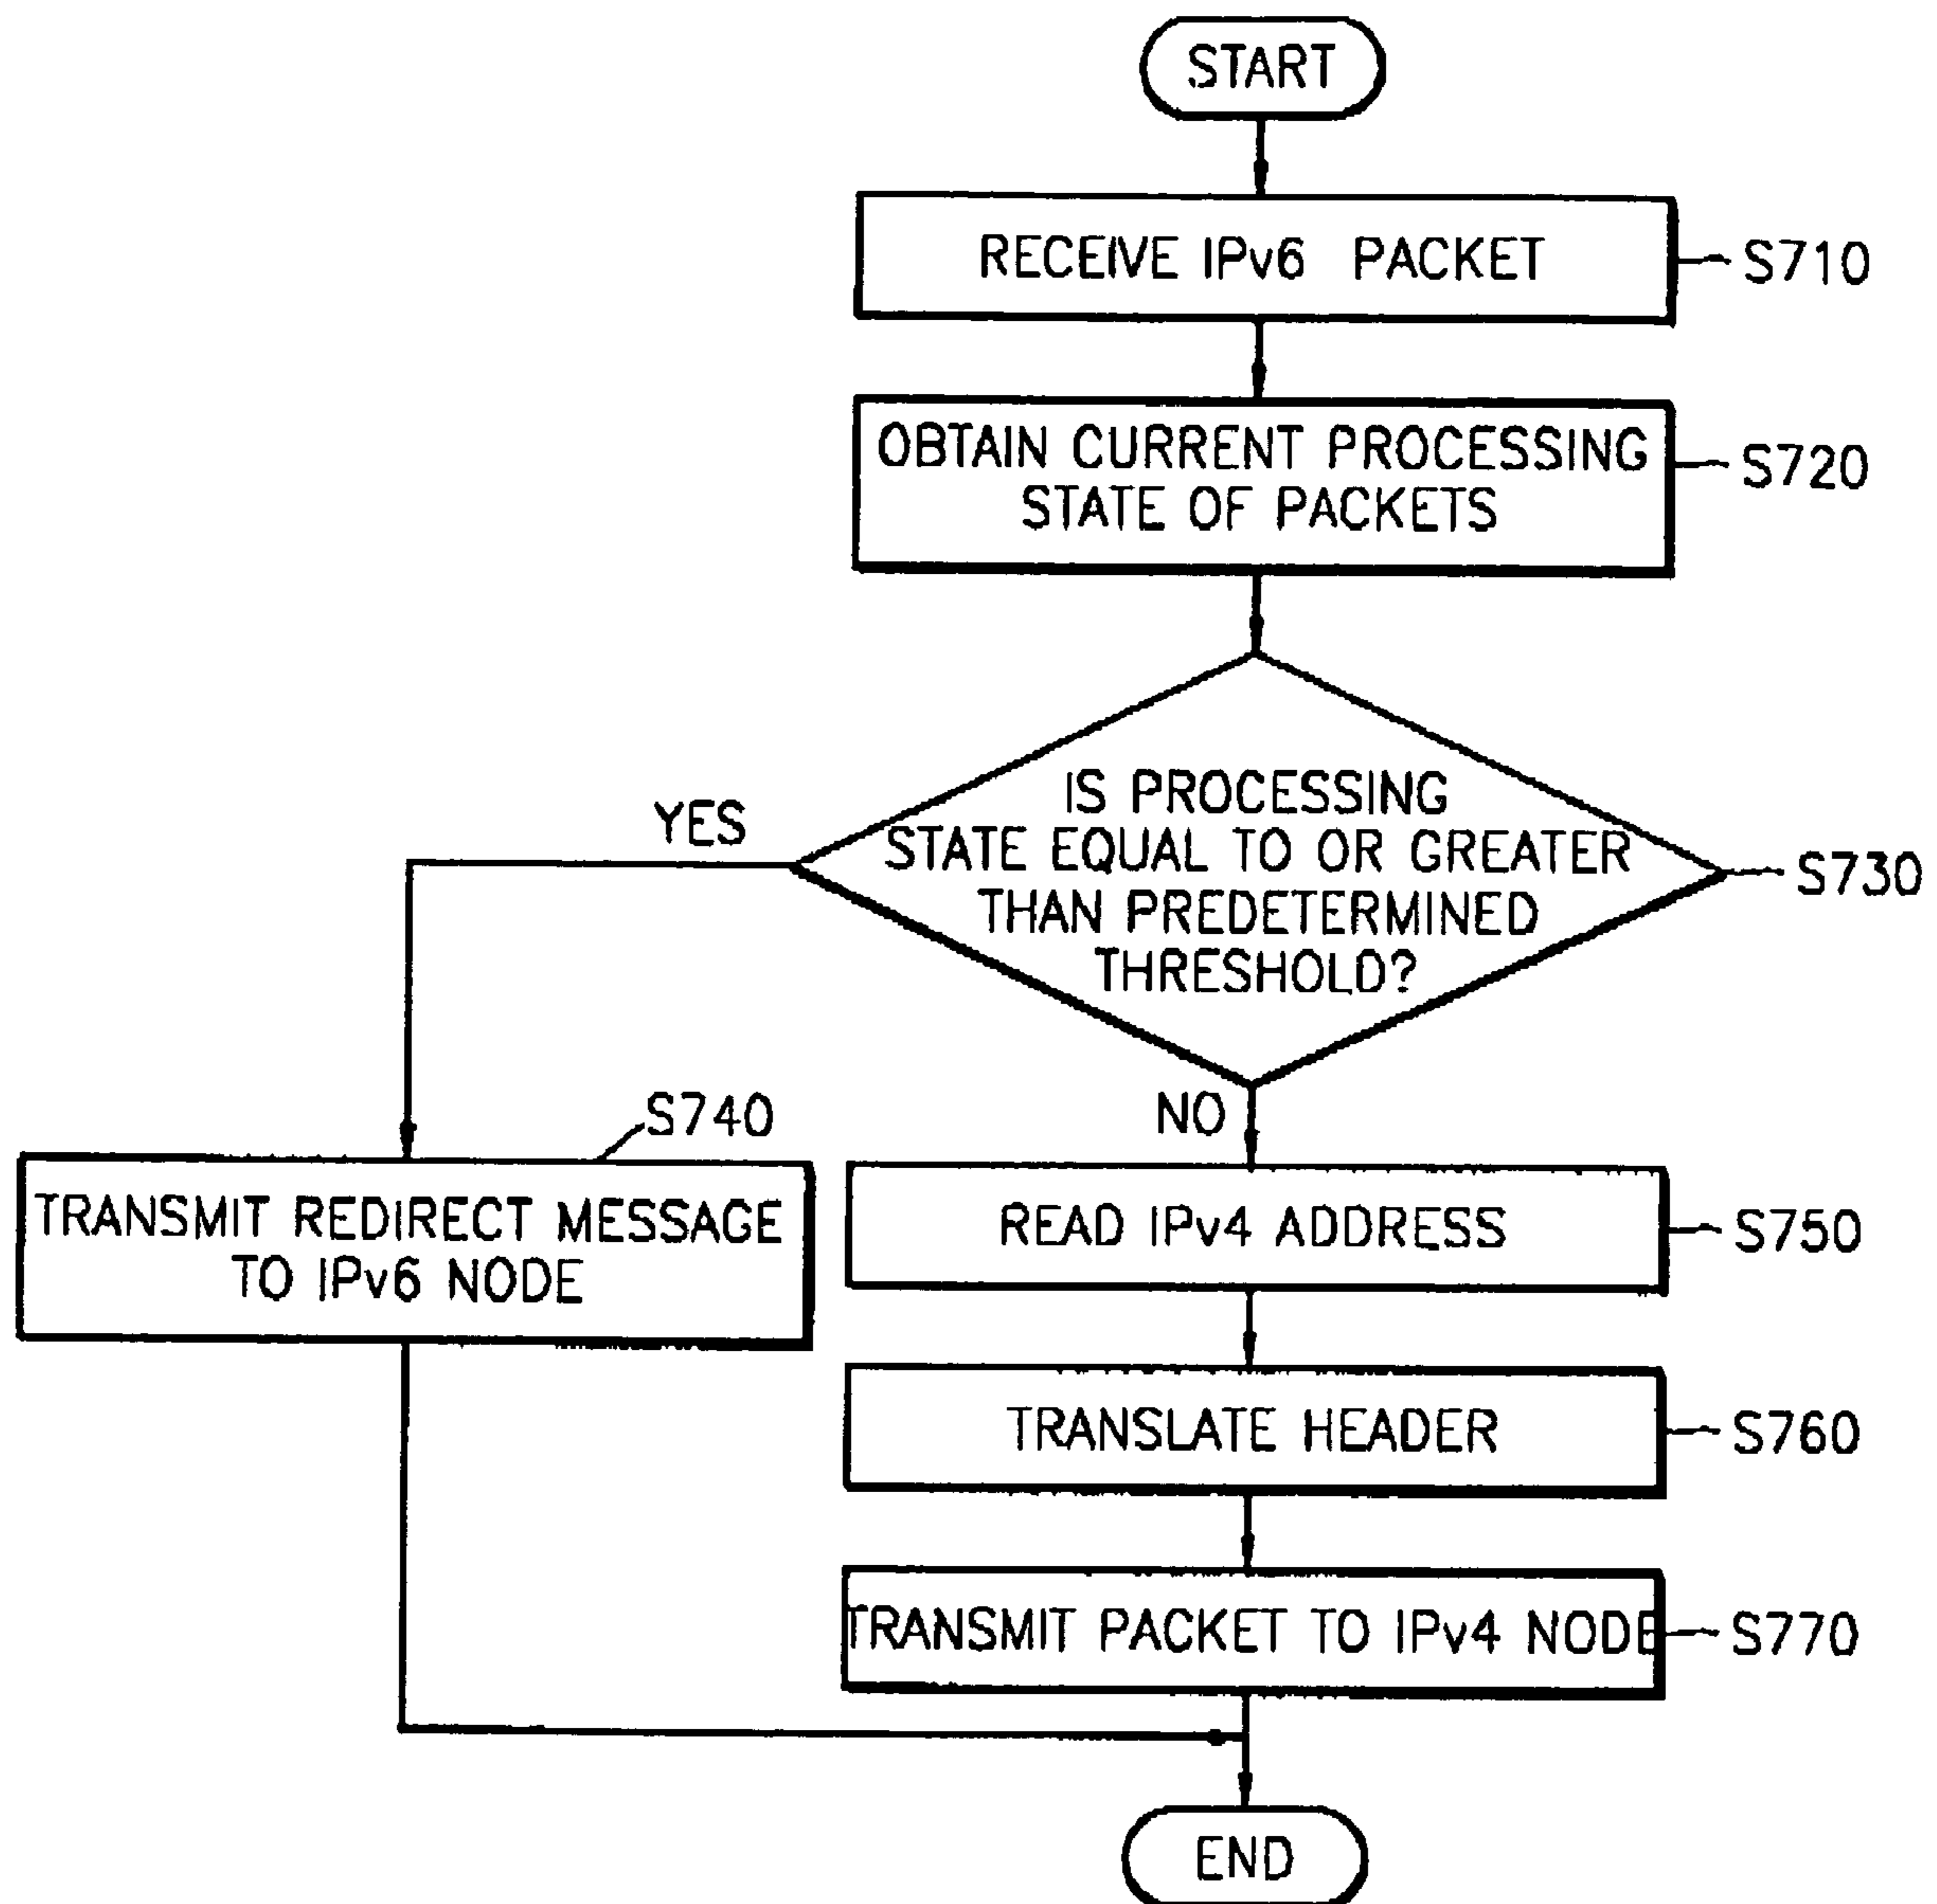 START
RECEIVE IPv6 PACKET
S710
OBTAIN CURRENT PROCESSING
STATE OF PACKETS
S720
IS PROCESSING
STATE EQUAL TO OR GREATER
THAN PREDETERMINED
THRESHOLD?
S730
YES
NO
S740
TRANSMIT REDIRECT MESSAGE
TO IPv6 NODE
READ IPv4 ADDRESS
S750
TRANSLATE HEADER
S760
TRANSMIT PACKET TO IPv4 NODE
S770
END